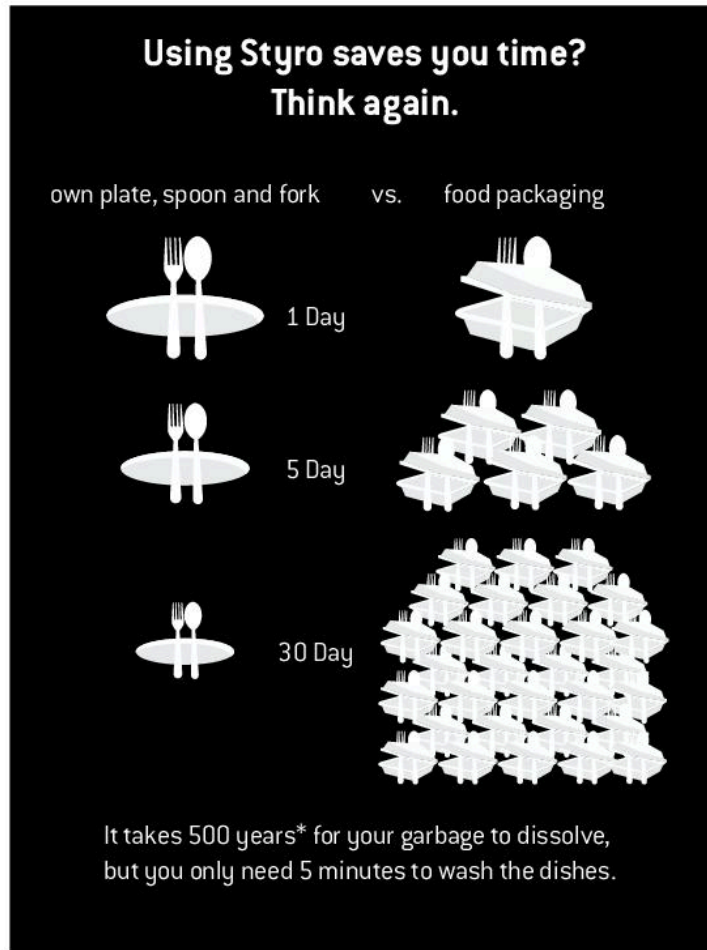 Using Styro saves you time?
Think again.
own plate, spoon and fork vs. food packaging
1 Day
5 Day
30 Day
It takes 500 years* for your garbage to dissolve,
but you only need 5 minutes to wash the dishes.